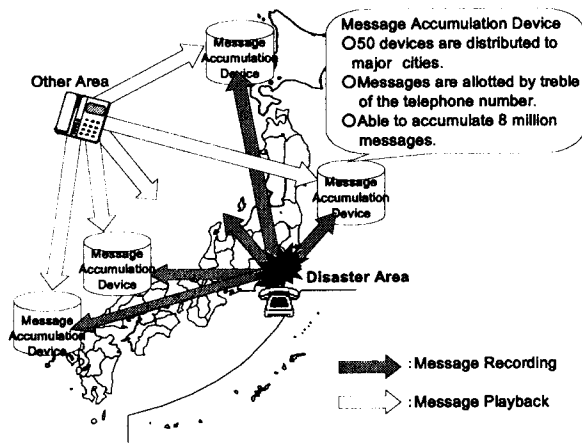 Message Accumulation Device
○50 devices are distributed to
major cities.
○Messages are allotted by treble
of the telephone number.
○Able to accumulate 8 million
messages.
Message
Accumulation
Device
Other Area
Message
Accumulation
Device
Message
Accumulation
Device
Disaster Area
Message
Accumulation
Device
:Message Recording
:Message Playback